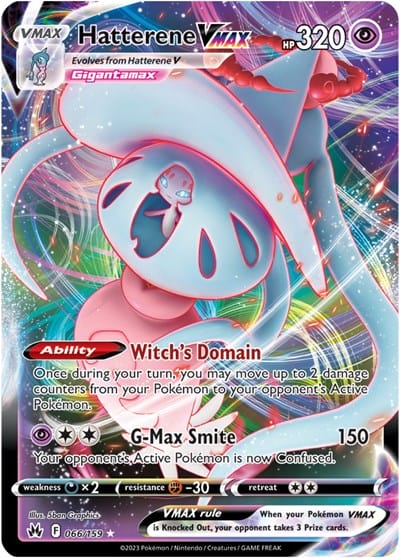 VMAX Hatterene VMAX HP 320
Evolves from Hatterene V
Gigantamax
Ability Witch's Domain
Once during your turn, you may move up to 2 damage
counters from your Pokémon to your opponent's Active
Pokémon.
G-Max Smite 150
Your opponent's Active Pokémon is now Confused.
weakness ×2 resistance -30 retreat
Illus. 5ban Graphics
F 066/159
VMAX rule When your Pokémon VMAX
is Knocked Out, your opponent takes 3 Prize cards.
©2023 Pokémon / Nintendo / Creatures / GAME FREAK